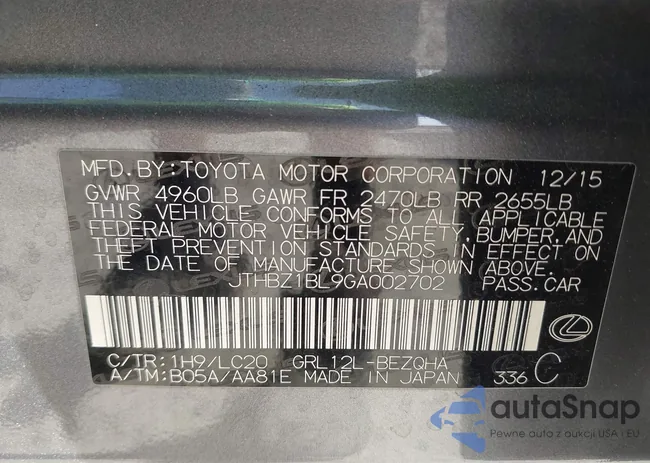 MFD. BY: TOYOTA MOTOR CORPORATION 12/15
GVWR 4960LB GAWR FR 2470LB RR 2655LB
THIS VEHICLE CONFORMS TO ALL APPLICABLE
FEDERAL MOTOR VEHICLE SAFETY, BUMPER, AND
THEFT PREVENTION STANDARDS IN EFFECT ON
THE DATE OF MANUFACTURE SHOWN ABOVE.
JTHBZ1BL9GA002702 PASS. CAR
C/TR: 1H9/LC20 GRL12L-BEZQHA
A/TM: B05A/AA81E MADE IN JAPAN 336 C
autoSnap
Pewne auta z aukcji USA i EU